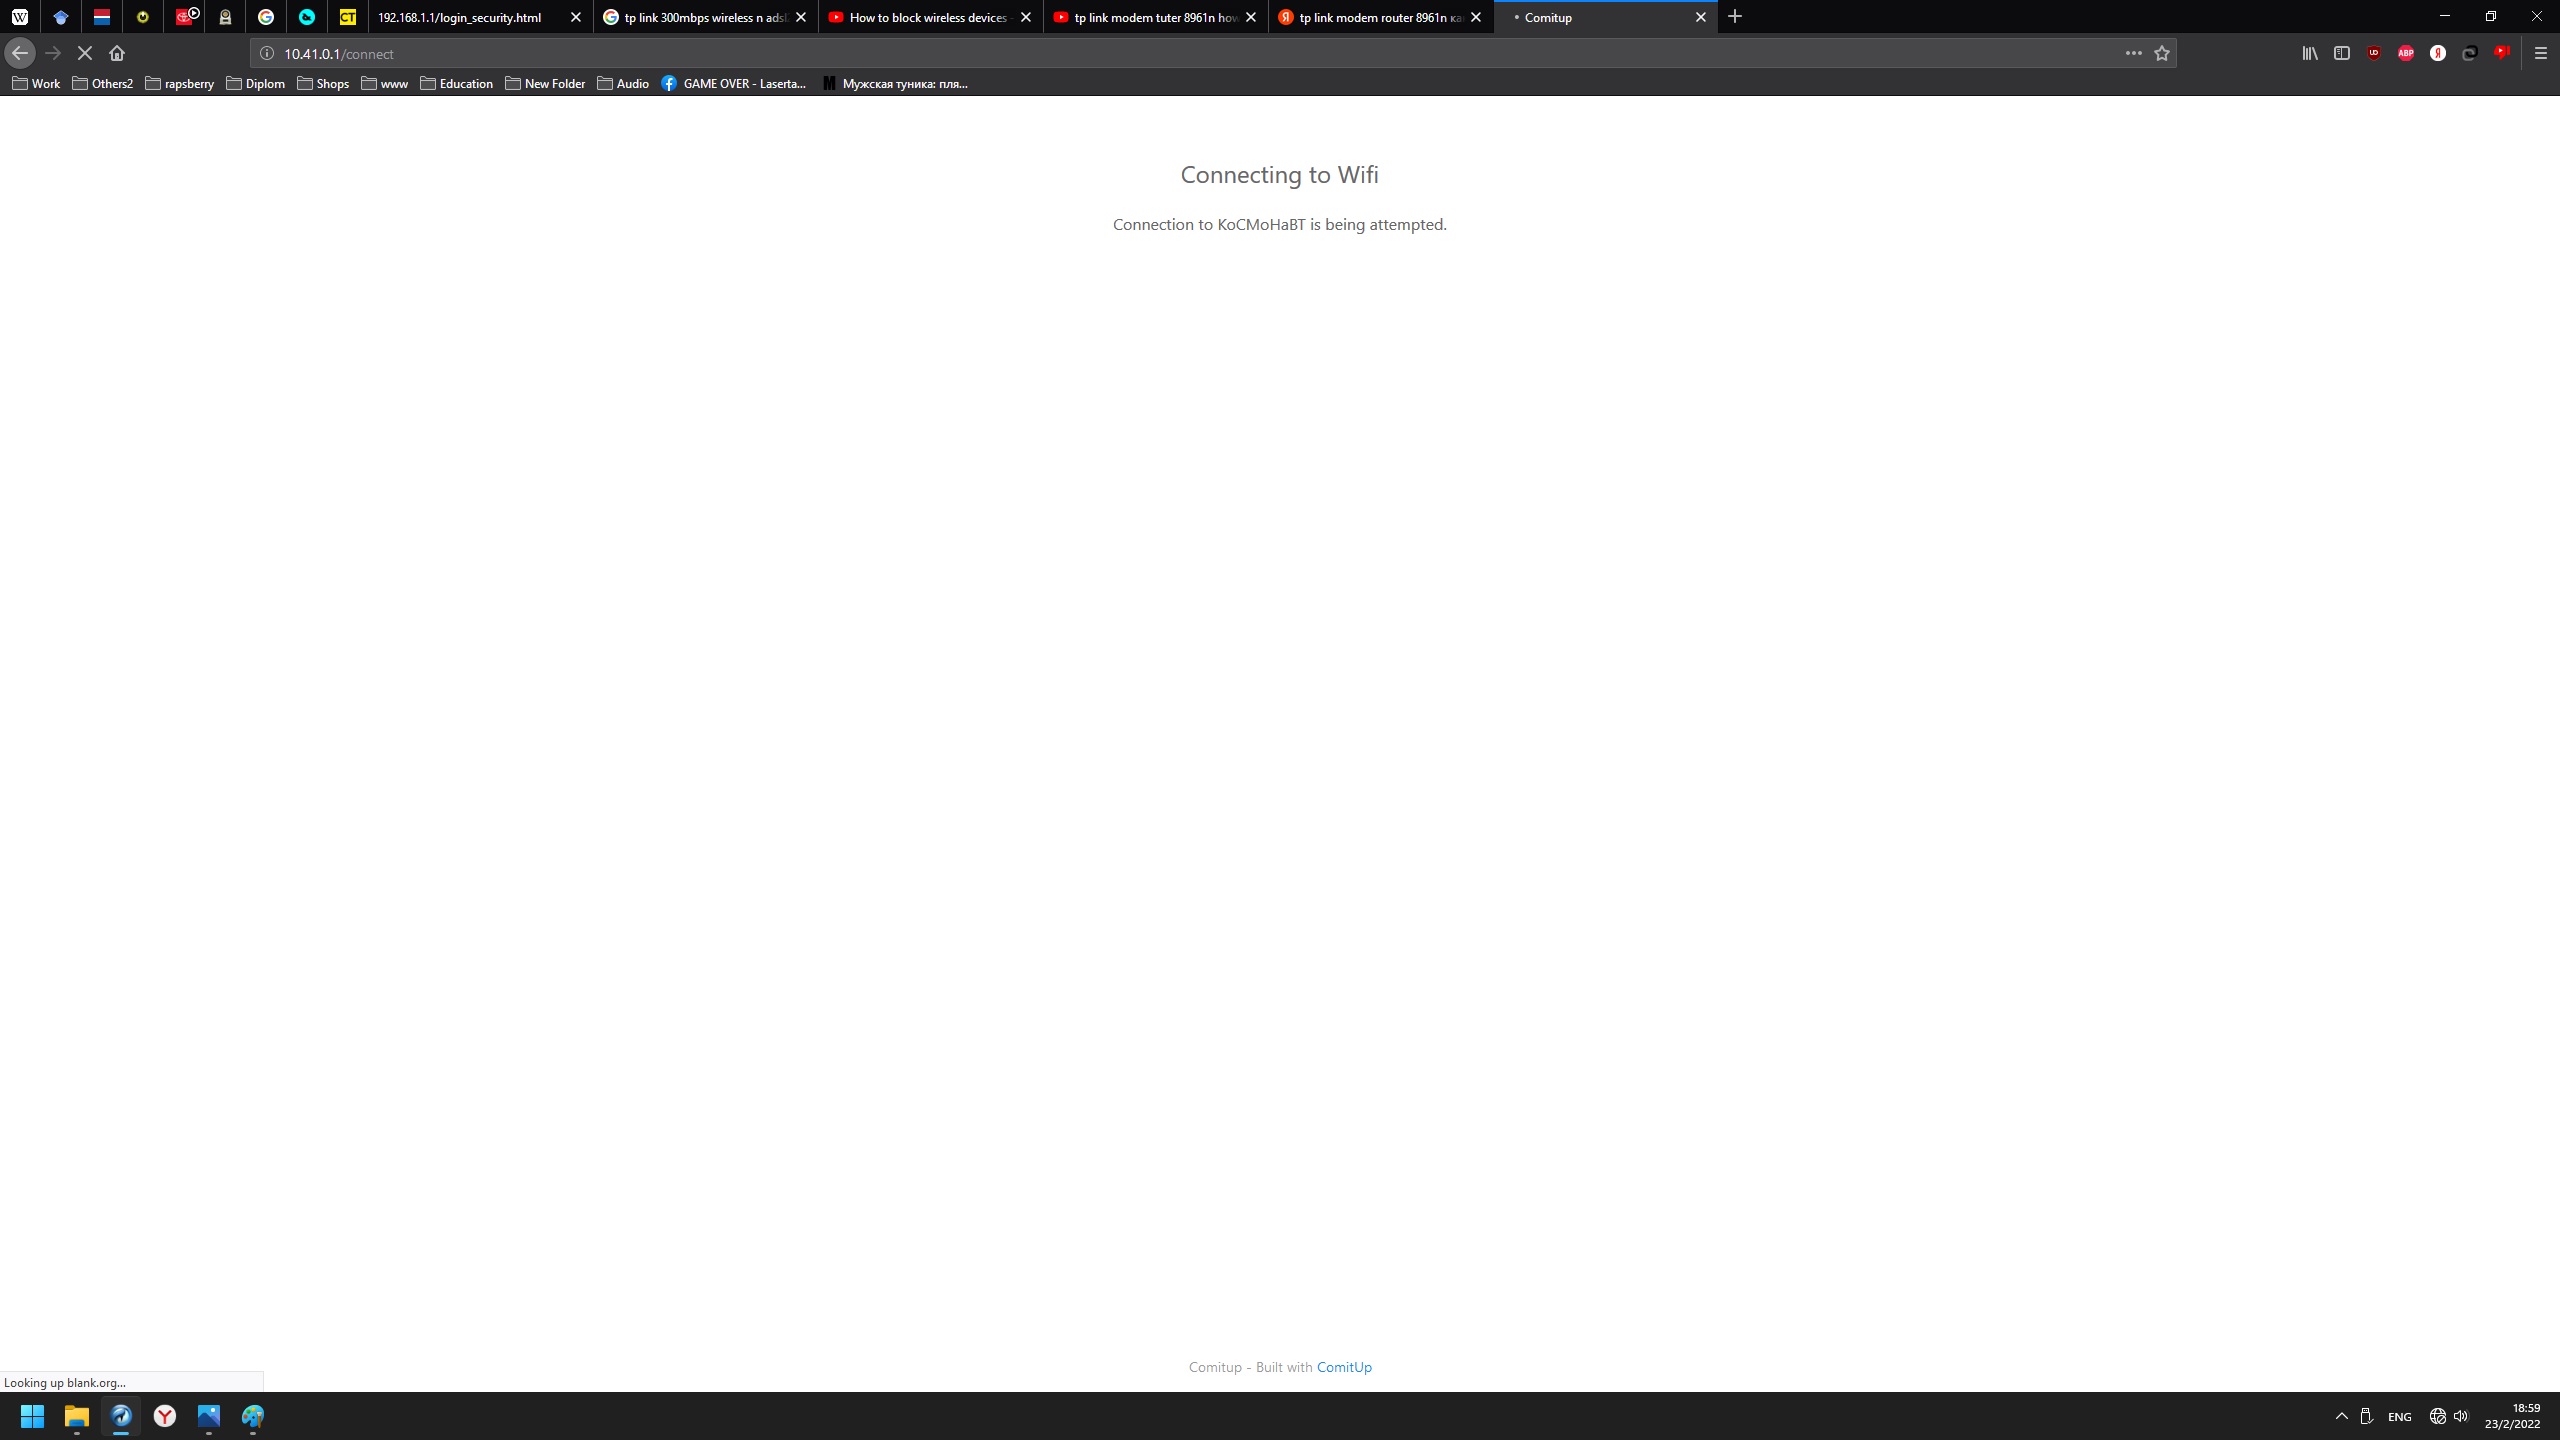 192.168.1.1/login_security.html
tp link 300mbps wireless n adsl
How to block wireless devices -
tp link modem tuter 8961n how
tp link modem router 8961n ка
Comitup
10.41.0.1/connect
Work
Others2
rapsberry
Diplom
Shops
www
Education
New Folder
Audio
GAME OVER - Laserta...
Мужская туника: пля...
Connecting to Wifi
Connection to KoCMoHaBT is being attempted.
Comitup - Built with ComitUp
Looking up blank.org...
ENG
18:59
23/2/2022